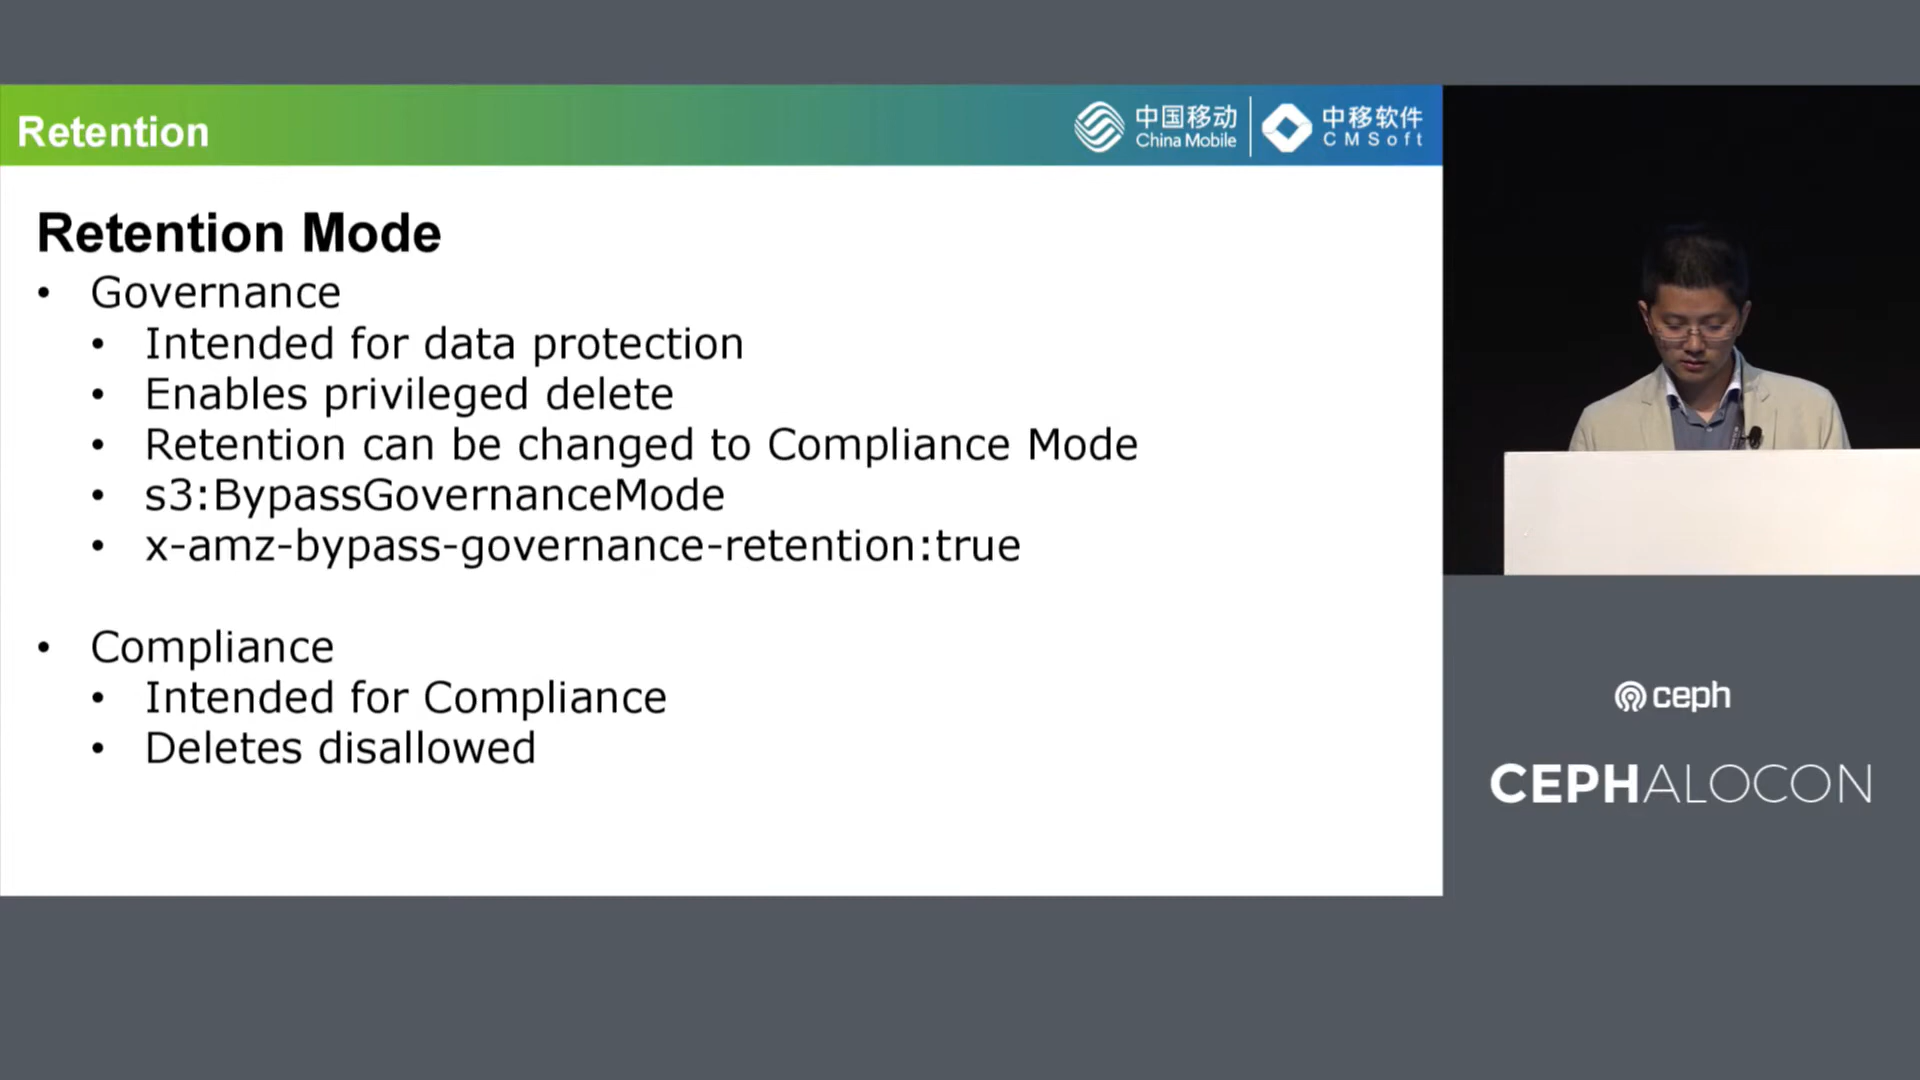 Retention
中国移动
China Mobile
中移软件
CMSoft
Retention Mode
• Governance
• Intended for data protection
• Enables privileged delete
• Retention can be changed to Compliance Mode
• s3:BypassGovernanceMode
• x-amz-bypass-governance-retention:true
• Compliance
• Intended for Compliance
• Deletes disallowed
ceph
CEPHALOCON